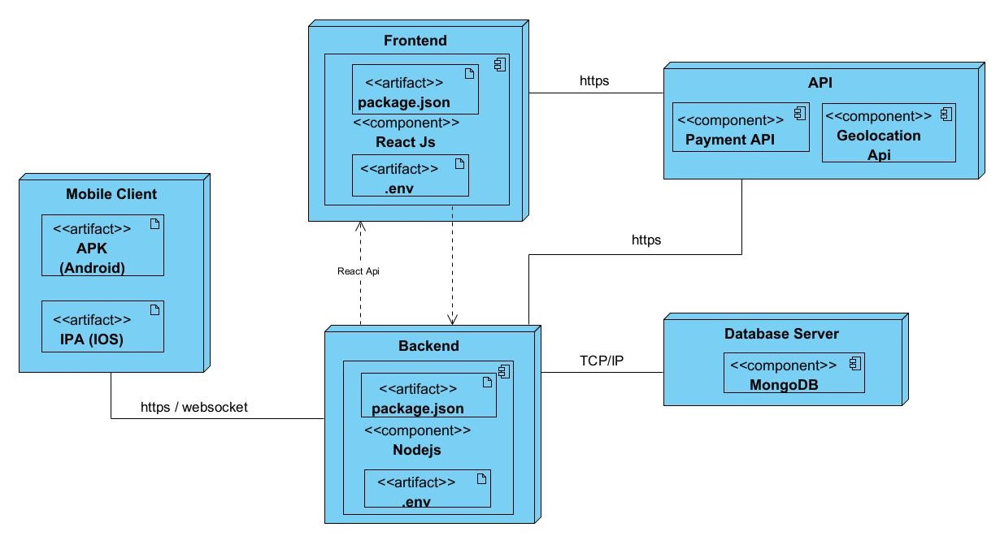 Frontend
<<artifact>>
package.json
<<component>>
React Js
<<artifact>>
.env
https
API
<<component>>
Payment API
<<component>>
Geolocation
Api
Mobile Client
<<artifact>>
APK
(Android)
<<artifact>>
IPA (IOS)
https
React Api
Backend
<<artifact>>
package.json
<<component>>
Nodejs
<<artifact>>
.env
TCP/IP
Database Server
<<component>>
MongoDB
https / websocket